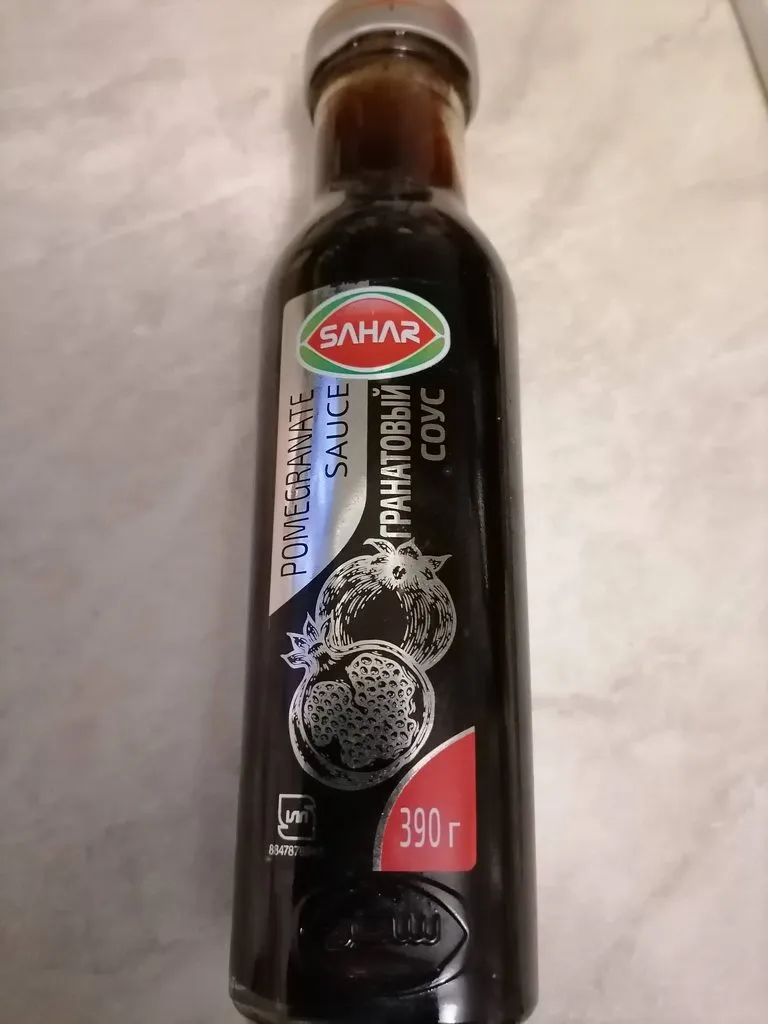 SAHAR
POMEGRANATE
SAUCE
ГРАНАТОВЫЙ
СОУС
390 г